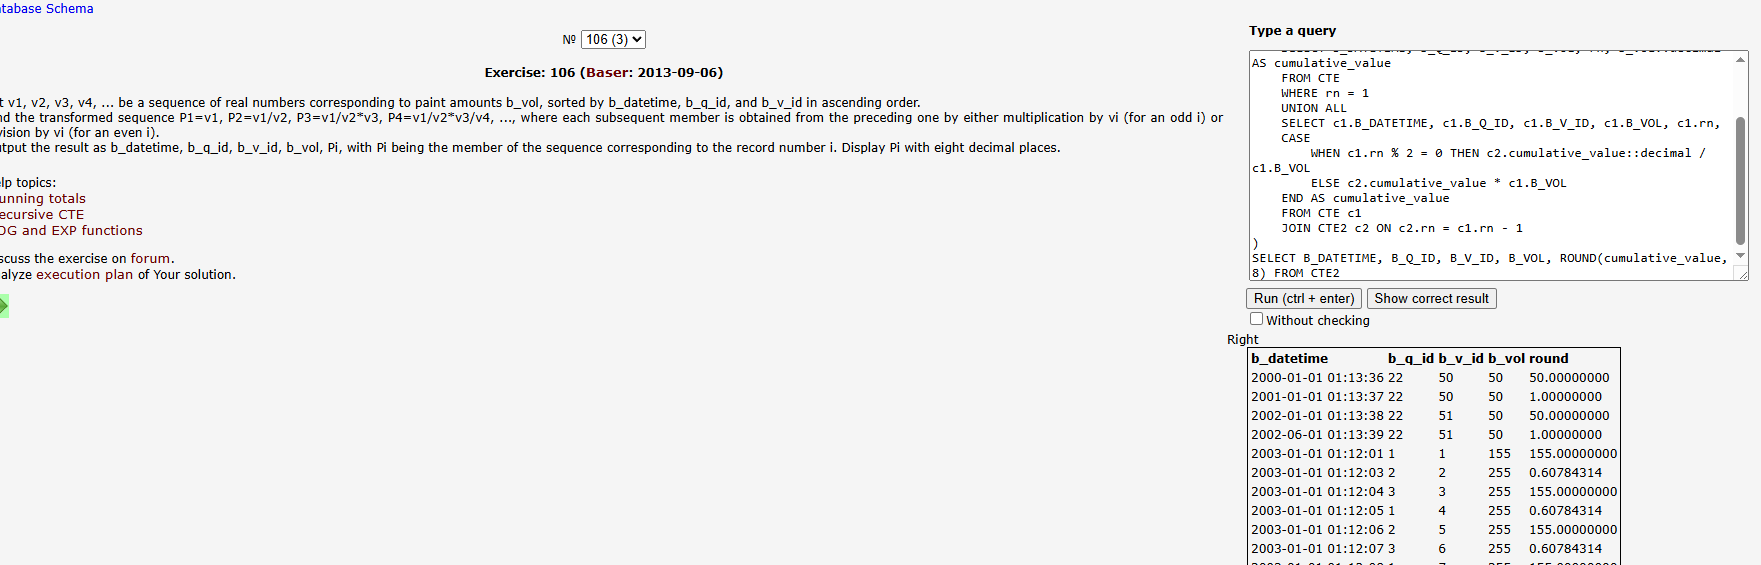 tabase Schema
№ 106 (3)
Exercise: 106 (Baser: 2013-09-06)
t v1, v2, v3, v4, ... be a sequence of real numbers corresponding to paint amounts b_vol, sorted by b_datetime, b_q_id, and b_v_id in ascending order.
nd the transformed sequence P1=v1, P2=v1/v2, P3=v1/v2*v3, P4=v1/v2*v3/v4, ..., where each subsequent member is obtained from the preceding one by either multiplication by vi (for an odd i) or
vision by vi (for an even i).
utput the result as b_datetime, b_q_id, b_v_id, b_vol, Pi, with Pi being the member of the sequence corresponding to the record number i. Display Pi with eight decimal places.
elp topics:
unning totals
ecursive CTE
OG and EXP functions
scuss the exercise on forum.
alyze execution plan of Your solution.
Type a query
AS cumulative_value
FROM CTE
WHERE rn = 1
UNION ALL
SELECT c1.B_DATETIME, c1.B_Q_ID, c1.B_V_ID, c1.B_VOL, c1.rn,
CASE
WHEN c1.rn % 2 = 0 THEN c2.cumulative_value::decimal /
c1.B_VOL
ELSE c2.cumulative_value * c1.B_VOL
END AS cumulative_value
FROM CTE c1
JOIN CTE2 c2 ON c2.rn = c1.rn - 1
)
SELECT B_DATETIME, B_Q_ID, B_V_ID, B_VOL, ROUND(cumulative_value,
8) FROM CTE2
Run (ctrl + enter) Show correct result
Without checking
Right
b_datetime b_q_id b_v_id b_vol round
2000-01-01 01:13:36 22 50 50 50.00000000
2001-01-01 01:13:37 22 50 50 1.00000000
2002-01-01 01:13:38 22 51 50 50.00000000
2002-06-01 01:13:39 22 51 50 1.00000000
2003-01-01 01:12:01 1 1 155 155.00000000
2003-01-01 01:12:03 2 2 255 0.60784314
2003-01-01 01:12:04 3 3 255 155.00000000
2003-01-01 01:12:05 1 4 255 0.60784314
2003-01-01 01:12:06 2 5 255 155.00000000
2003-01-01 01:12:07 3 6 255 0.60784314